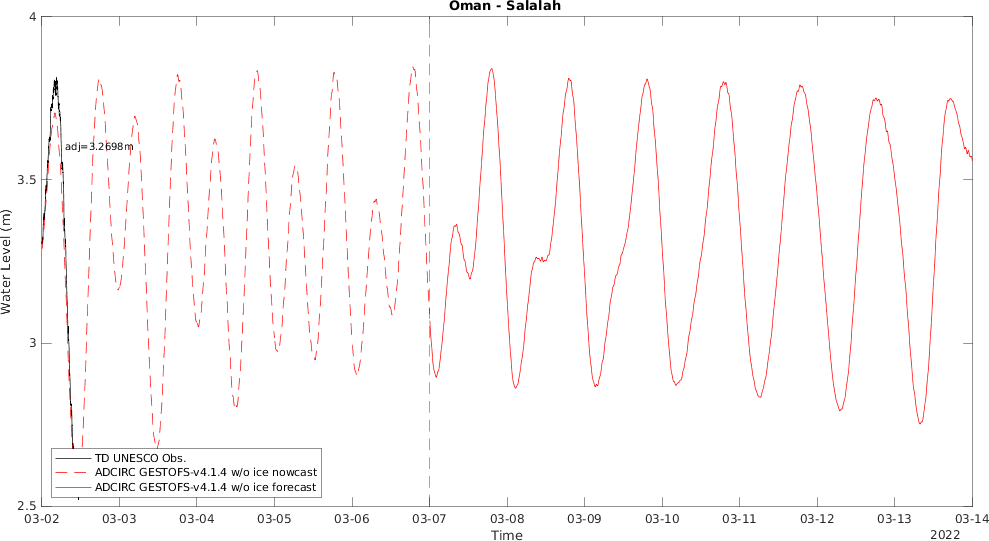 Oman - Salalah
4
3.5
3
2.5
Water Level (m)
adj=3.2698m
TD UNESCO Obs.
ADCIRC GESTOFS-v4.1.4 w/o ice nowcast
ADCIRC GESTOFS-v4.1.4 w/o ice forecast
03-02 03-03 03-04 03-05 03-06 03-07 03-08 03-09 03-10 03-11 03-12 03-13 03-14
Time
2022